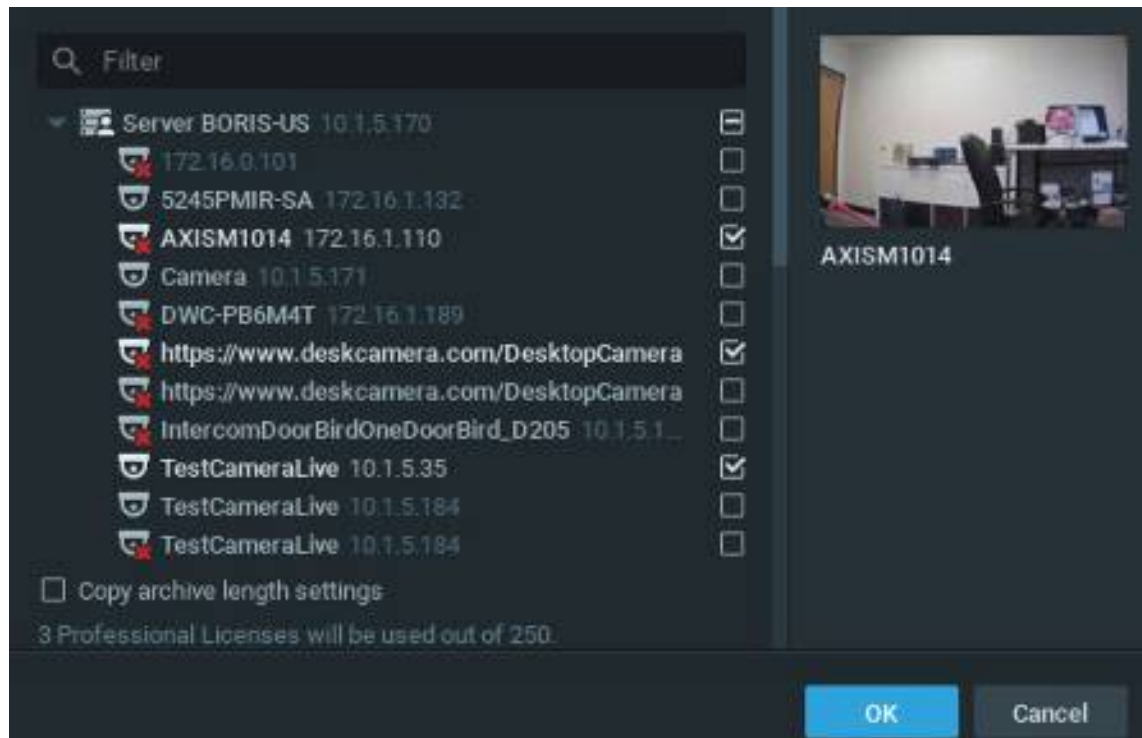 Filter
Server BORIS-US 10.1.5.170
172.16.0.101
5245PMIR-SA 172.16.1.132
AXISM1014 172.16.1.110
Camera 10.1.5.171
DWC-PB6M4T 172.16.1.189
https://www.deskcamera.com/DesktopCamera
https://www.deskcamera.com/DesktopCamera
IntercomDoorBirdOneDoorBird_D205 10.1.5.1...
TestCameraLive 10.1.5.35
TestCameraLive 10.1.5.184
TestCameraLive 10.1.5.184
Copy archive length settings
3 Professional Licenses will be used out of 250.
AXISM1014
OK
Cancel